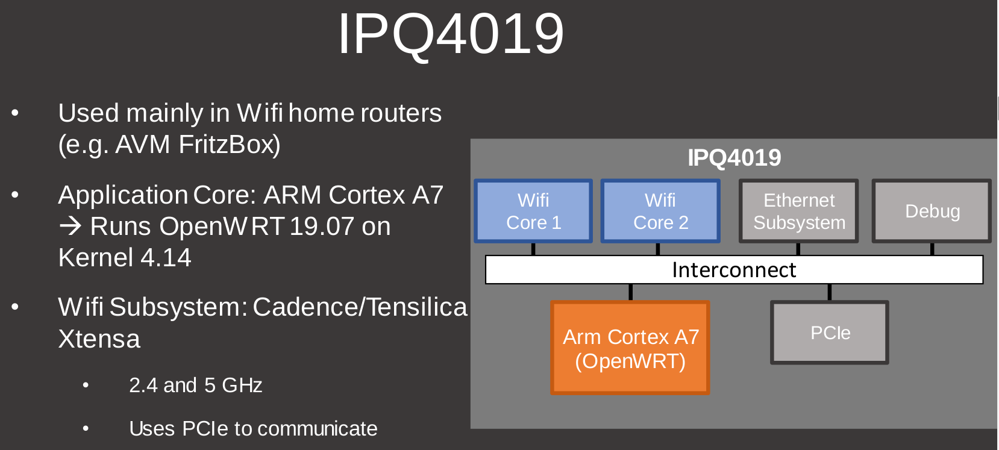 IPQ4019
• Used mainly in Wifi home routers
(e.g. AVM FritzBox)
• Application Core: ARM Cortex A7
→ Runs OpenWRT 19.07 on
Kernel 4.14
• Wifi Subsystem: Cadence/Tensilica
Xtensa
• 2.4 and 5 GHz
• Uses PCIe to communicate
IPQ4019
Wifi
Core 1
Wifi
Core 2
Ethernet
Subsystem
Debug
Interconnect
Arm Cortex A7
(OpenWRT)
PCIe